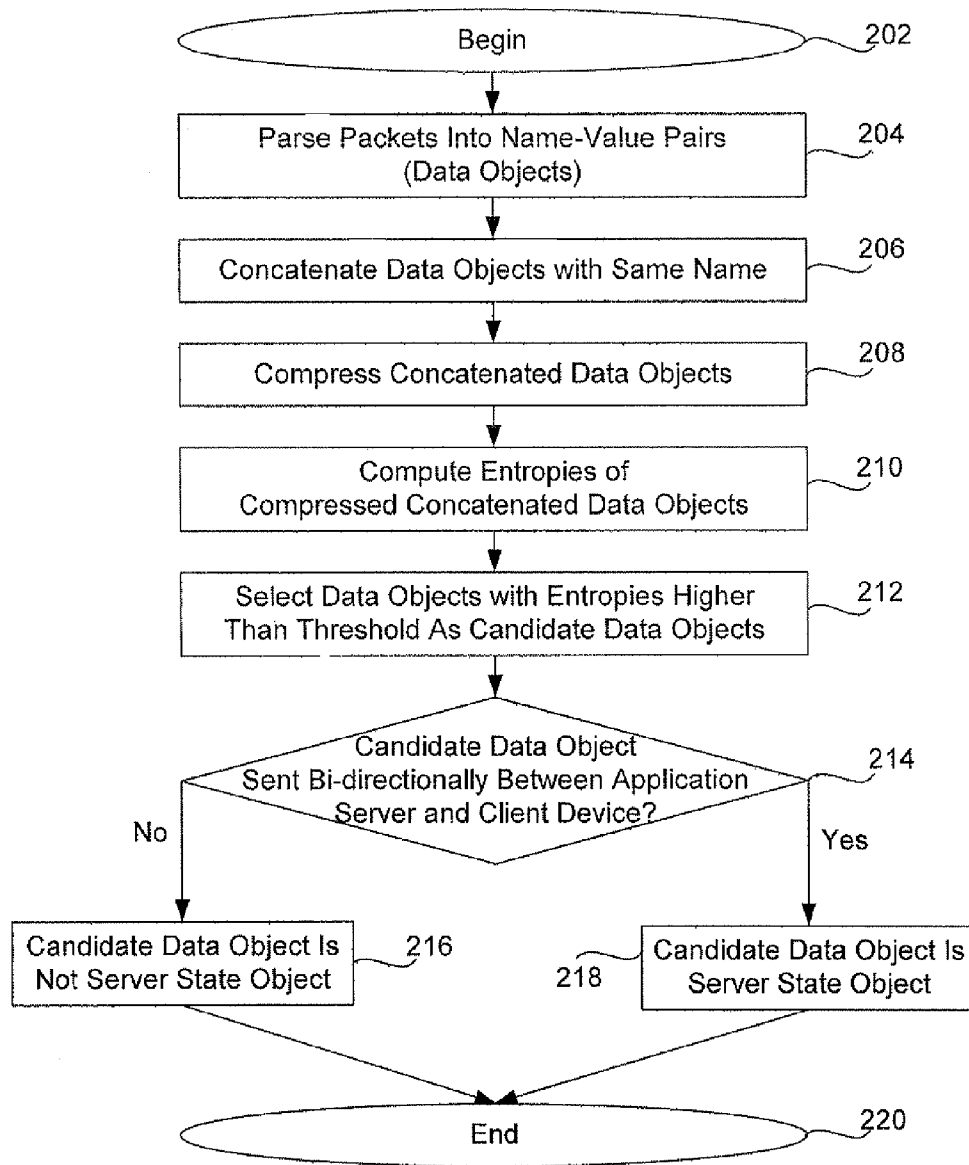 Begin
202
Parse Packets Into Name-Value Pairs
(Data Objects)
204
Concatenate Data Objects with Same Name
206
Compress Concatenated Data Objects
208
Compute Entropies of
Compressed Concatenated Data Objects
210
Select Data Objects with Entropies Higher
Than Threshold As Candidate Data Objects
212
Candidate Data Object
Sent Bi-directionally Between Application
Server and Client Device?
214
No
Yes
Candidate Data Object Is
Not Server State Object
216
218
Candidate Data Object Is
Server State Object
End
220